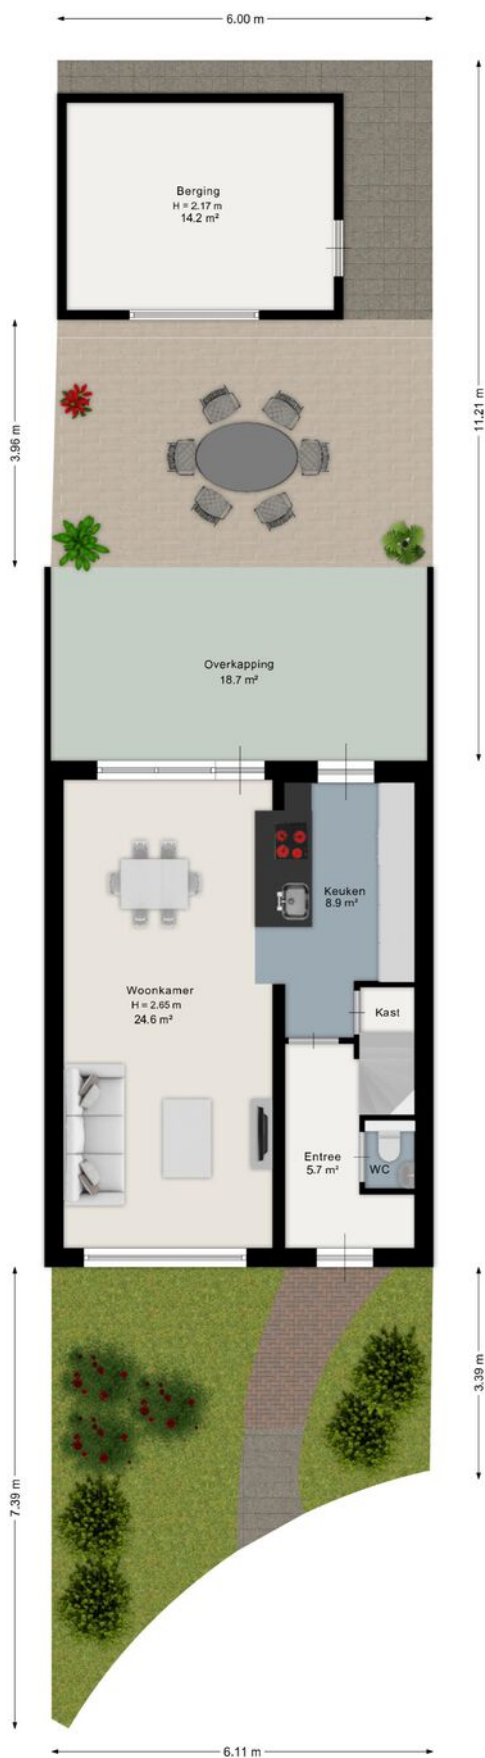 6.00 m
Berging
H = 2.17 m
14.2 m²
11.21 m
3.96 m
Overkapping
18.7 m²
Keuken
8.9 m²
Woonkamer
H = 2.65 m
24.6 m²
Kast
Entree
5.7 m²
WC
3.39 m
7.39 m
6.11 m